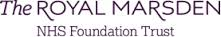 The ROYAL MARSDEN
NHS Foundation Trust